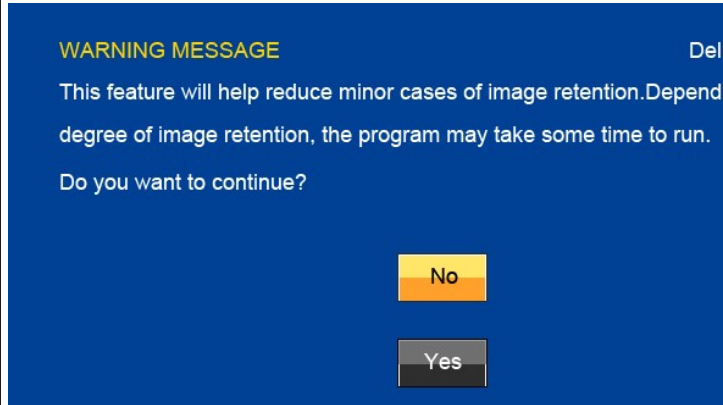 WARNING MESSAGE Del
This feature will help reduce minor cases of image retention.Depend
degree of image retention, the program may take some time to run.
Do you want to continue?
No
Yes